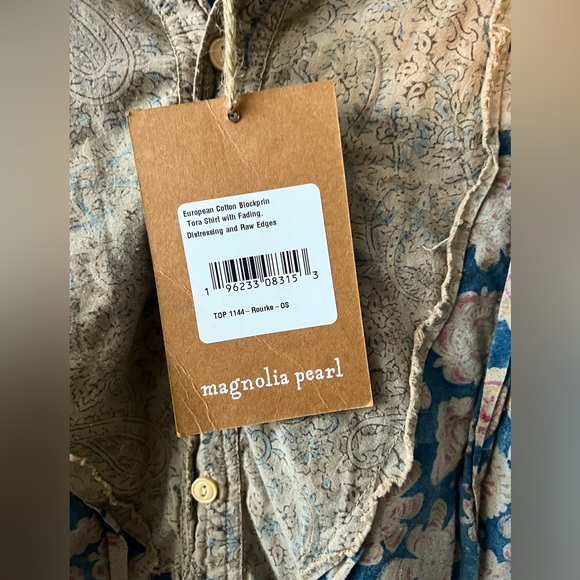 European Cotton Blockprin
Tora Shirt with Fading,
Distressing and Raw Edges
1 96233 08315 3
TOP 1144-Rourke-OS
magnolia pearl